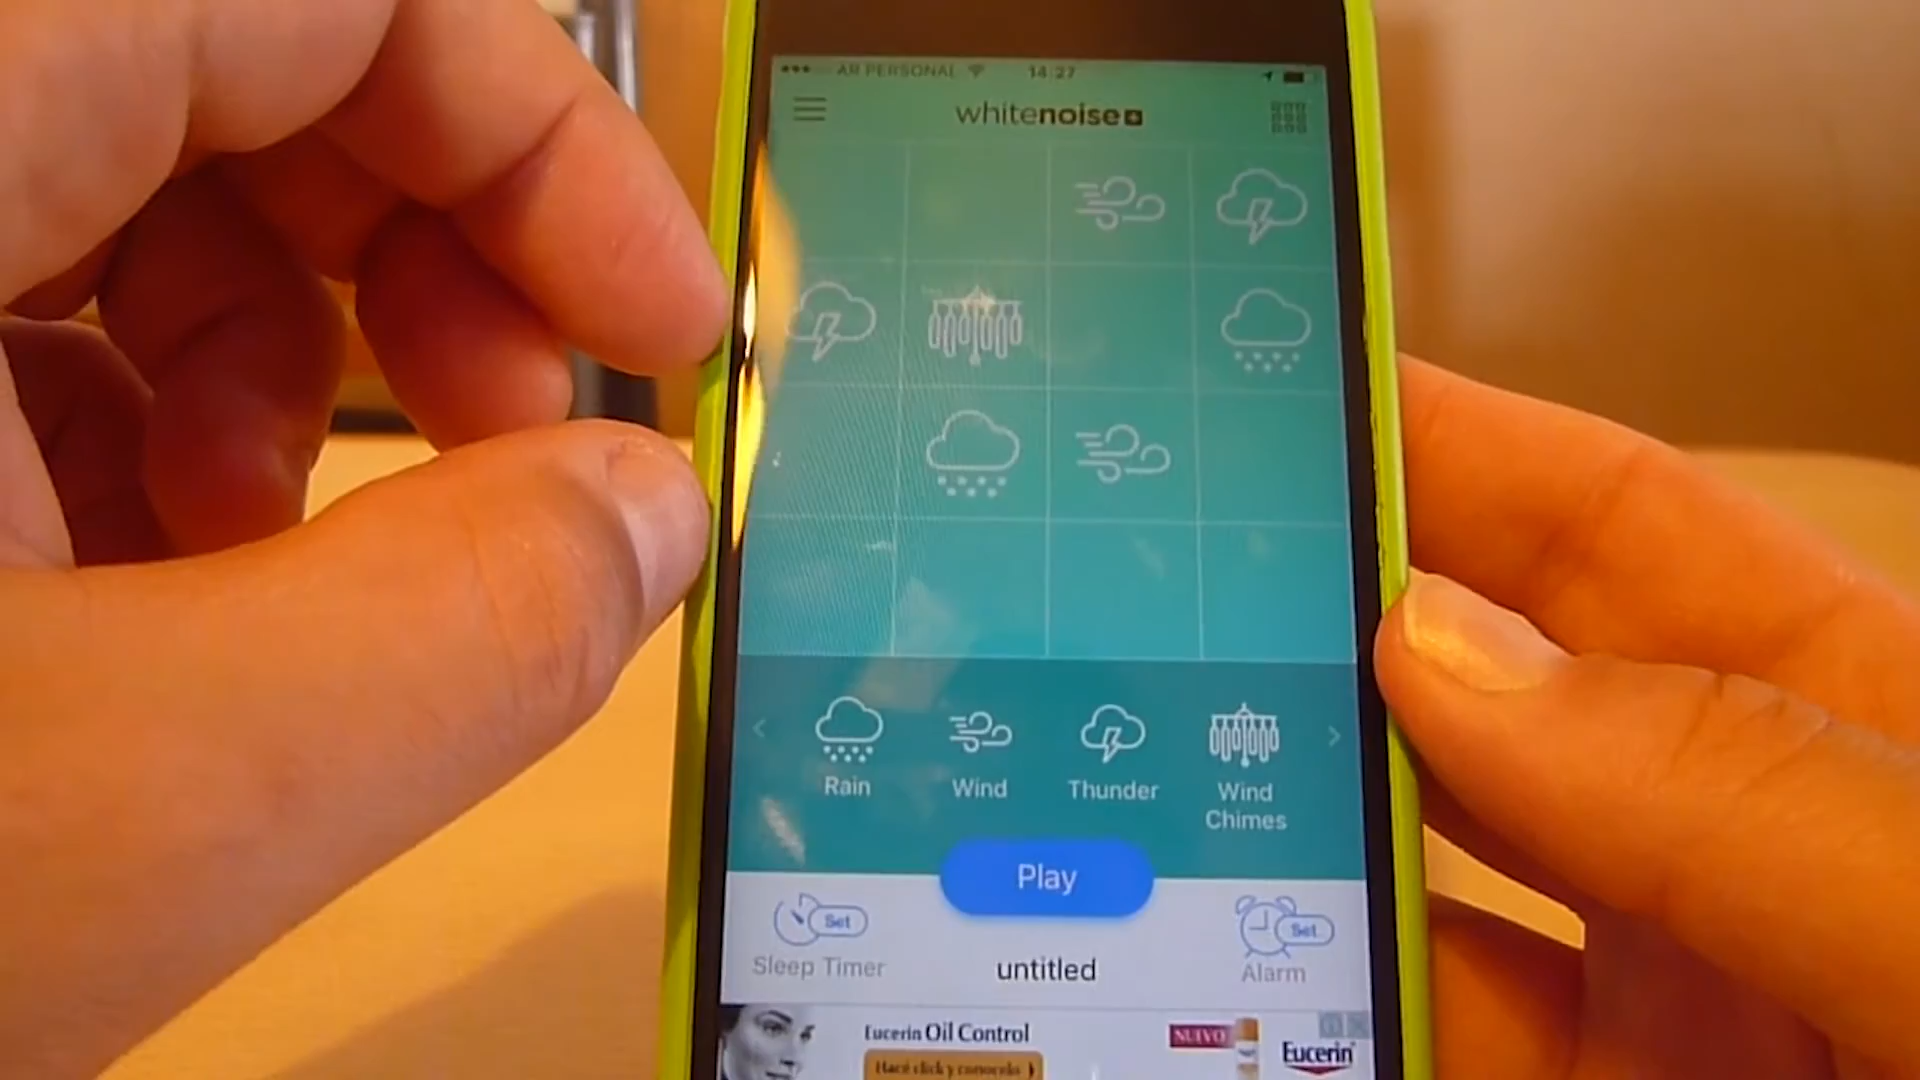 AR PERSONAL 14:27
whitenoise+
Rain
Wind
Thunder
Wind
Chimes
Play
Set
Set
Sleep Timer
untitled
Alarm
Eucerin Oil Control
Hacé click y conocelo
NUEVO
Eucerin